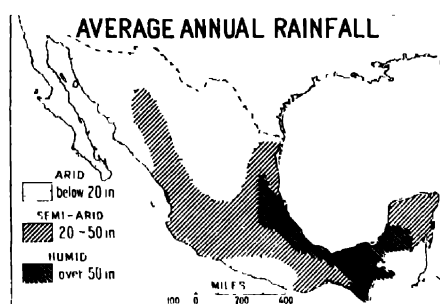 AVERAGE ANNUAL RAINFALL
ARID
below 20 in
SEMI-ARID
20-50 in
HUMID
over 50 in
MILES
100 0 200 400